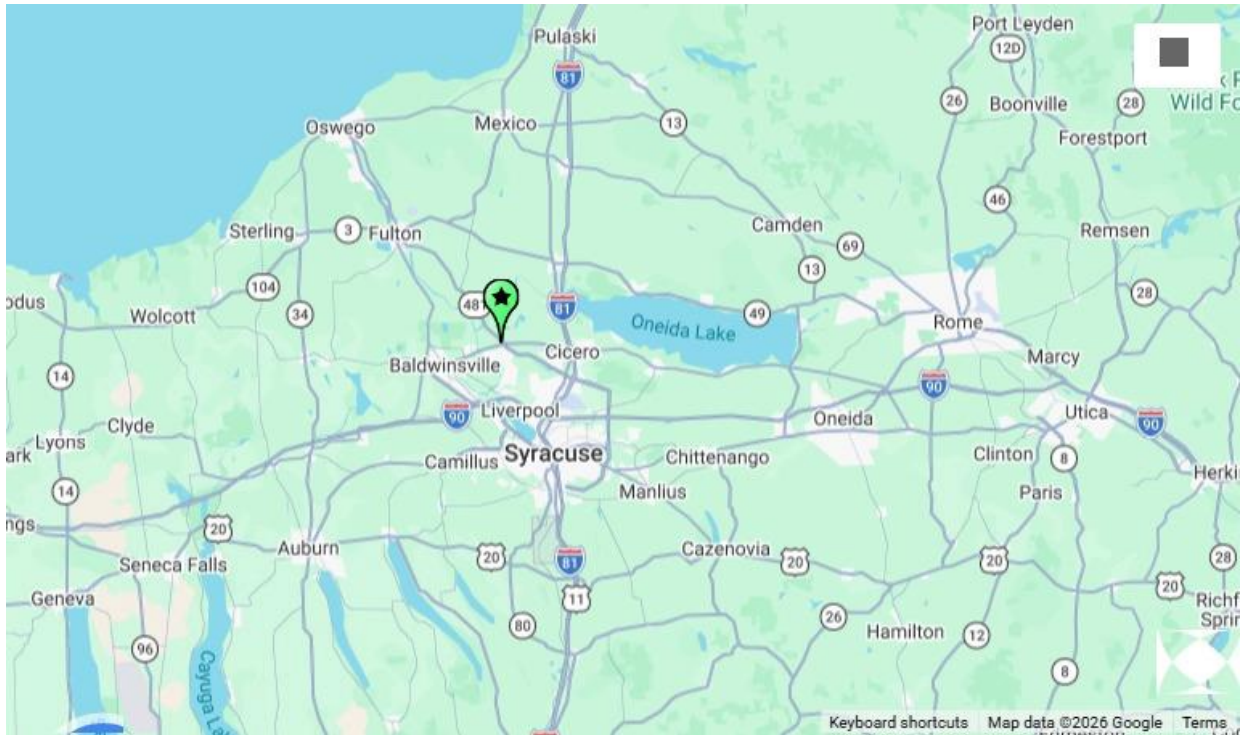 Port Leyden
Pulaski
12D
81
26
Boonville
28
Wild Fo
Oswego
Mexico
13
Forestport
46
Sterling
3
Fulton
Camden
69
Remsen
13
104
481
81
28
odus
Wolcott
34
49
Oneida Lake
Rome
Cicero
Marcy
Baldwinsville
14
90
90
Liverpool
Oneida
Utica
90
Clyde
Lyons
ark
Syracuse
Camillus
Chittenango
Clinton
8
Herki
14
Manlius
Paris
ngs
20
Auburn
Cazenovia
20
20
20
28
Seneca Falls
81
20
Geneva
11
Richf
Sprin
80
26
Hamilton
12
96
8
Cayuga La
Keyboard shortcuts
Map data ©2026 Google
Terms